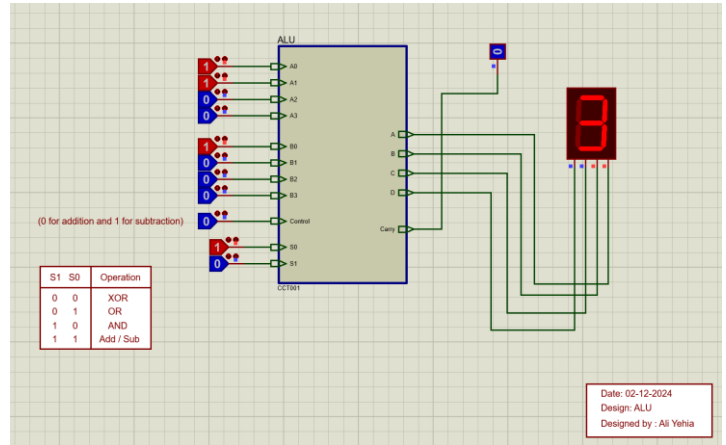 ALU
1 A0
1 A1
0 A2
0 A3
1 B0
0 B1
0 B2
0 B3
0 Control
1 S0
0 S1
(0 for addition and 1 for subtraction)
CCT001
A
B
C
D
Carry
0
3
S1 S0 Operation
0 0 XOR
0 1 OR
1 0 AND
1 1 Add / Sub
Date: 02-12-2024
Design: ALU
Designed by : Ali Yehia